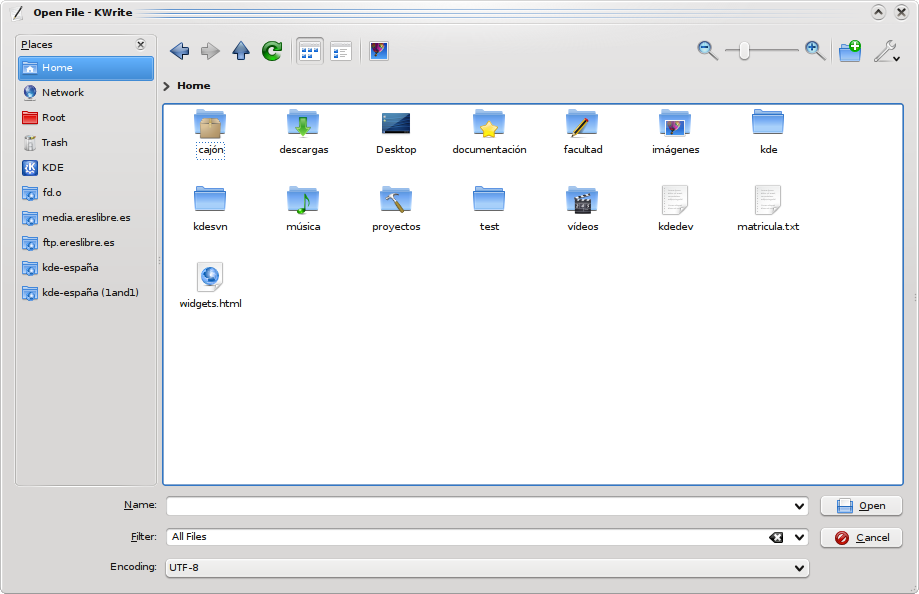 Open File - KWrite
Places
Home
Network
Root
Trash
KDE
fd.o
media.ereslibre.es
ftp.ereslibre.es
kde-españa
kde-españa (1and1)
Home
cajón descargas Desktop documentación facultad imágenes kde
kdesvn música proyectos test vídeos kdedev matricula.txt
widgets.html
Name: Open
Filter: All Files Cancel
Encoding: UTF-8